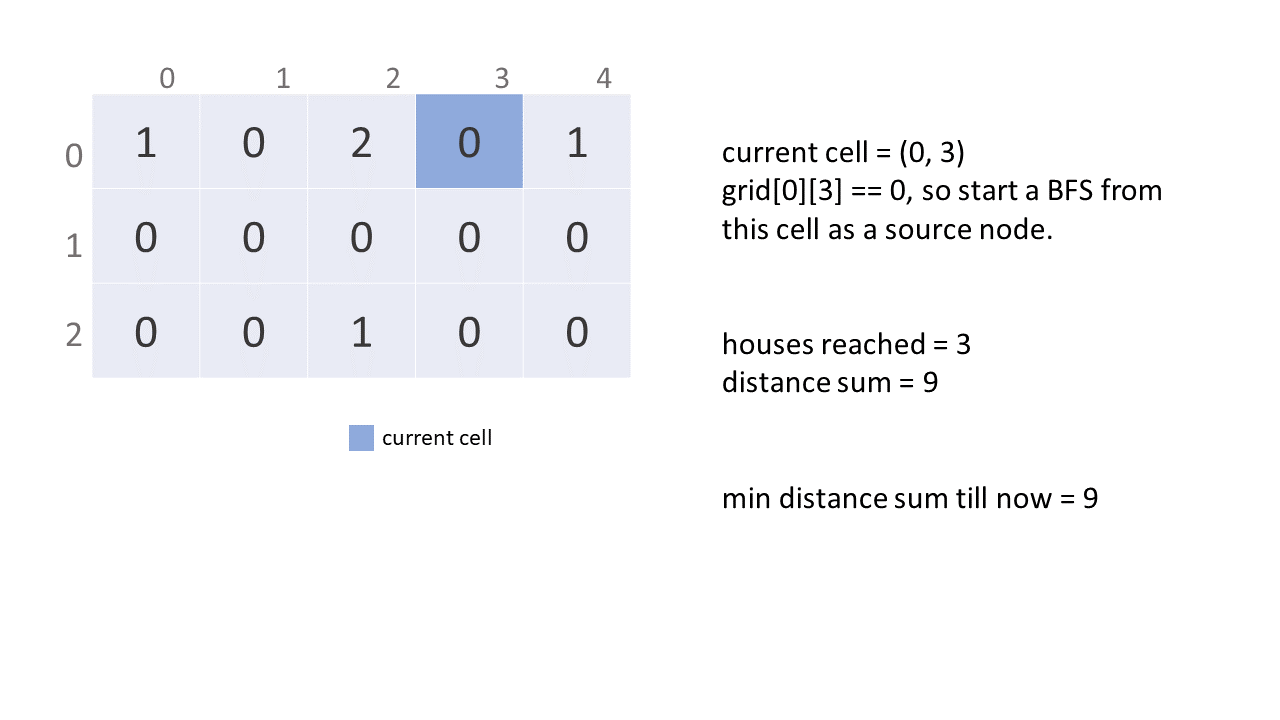 0 1 2 3 4
0 1 0 2 0 1
1 0 0 0 0 0
2 0 0 1 0 0
current cell
current cell = (0, 3)
grid[0][3] == 0, so start a BFS from
this cell as a source node.
houses reached = 3
distance sum = 9
min distance sum till now = 9